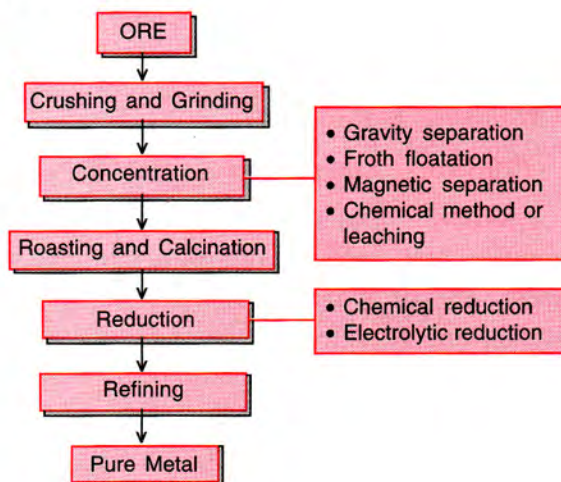 ORE
Crushing and Grinding
Concentration
• Gravity separation
• Froth floatation
• Magnetic separation
• Chemical method or
leaching
Roasting and Calcination
Reduction
• Chemical reduction
• Electrolytic reduction
Refining
Pure Metal